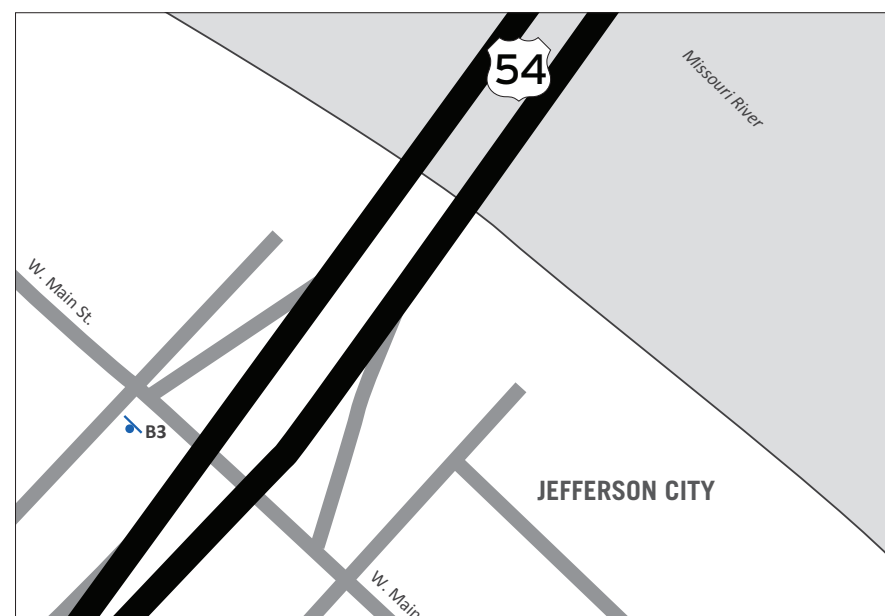 54
Missouri River
W. Main St.
B3
JEFFERSON CITY
W. Main